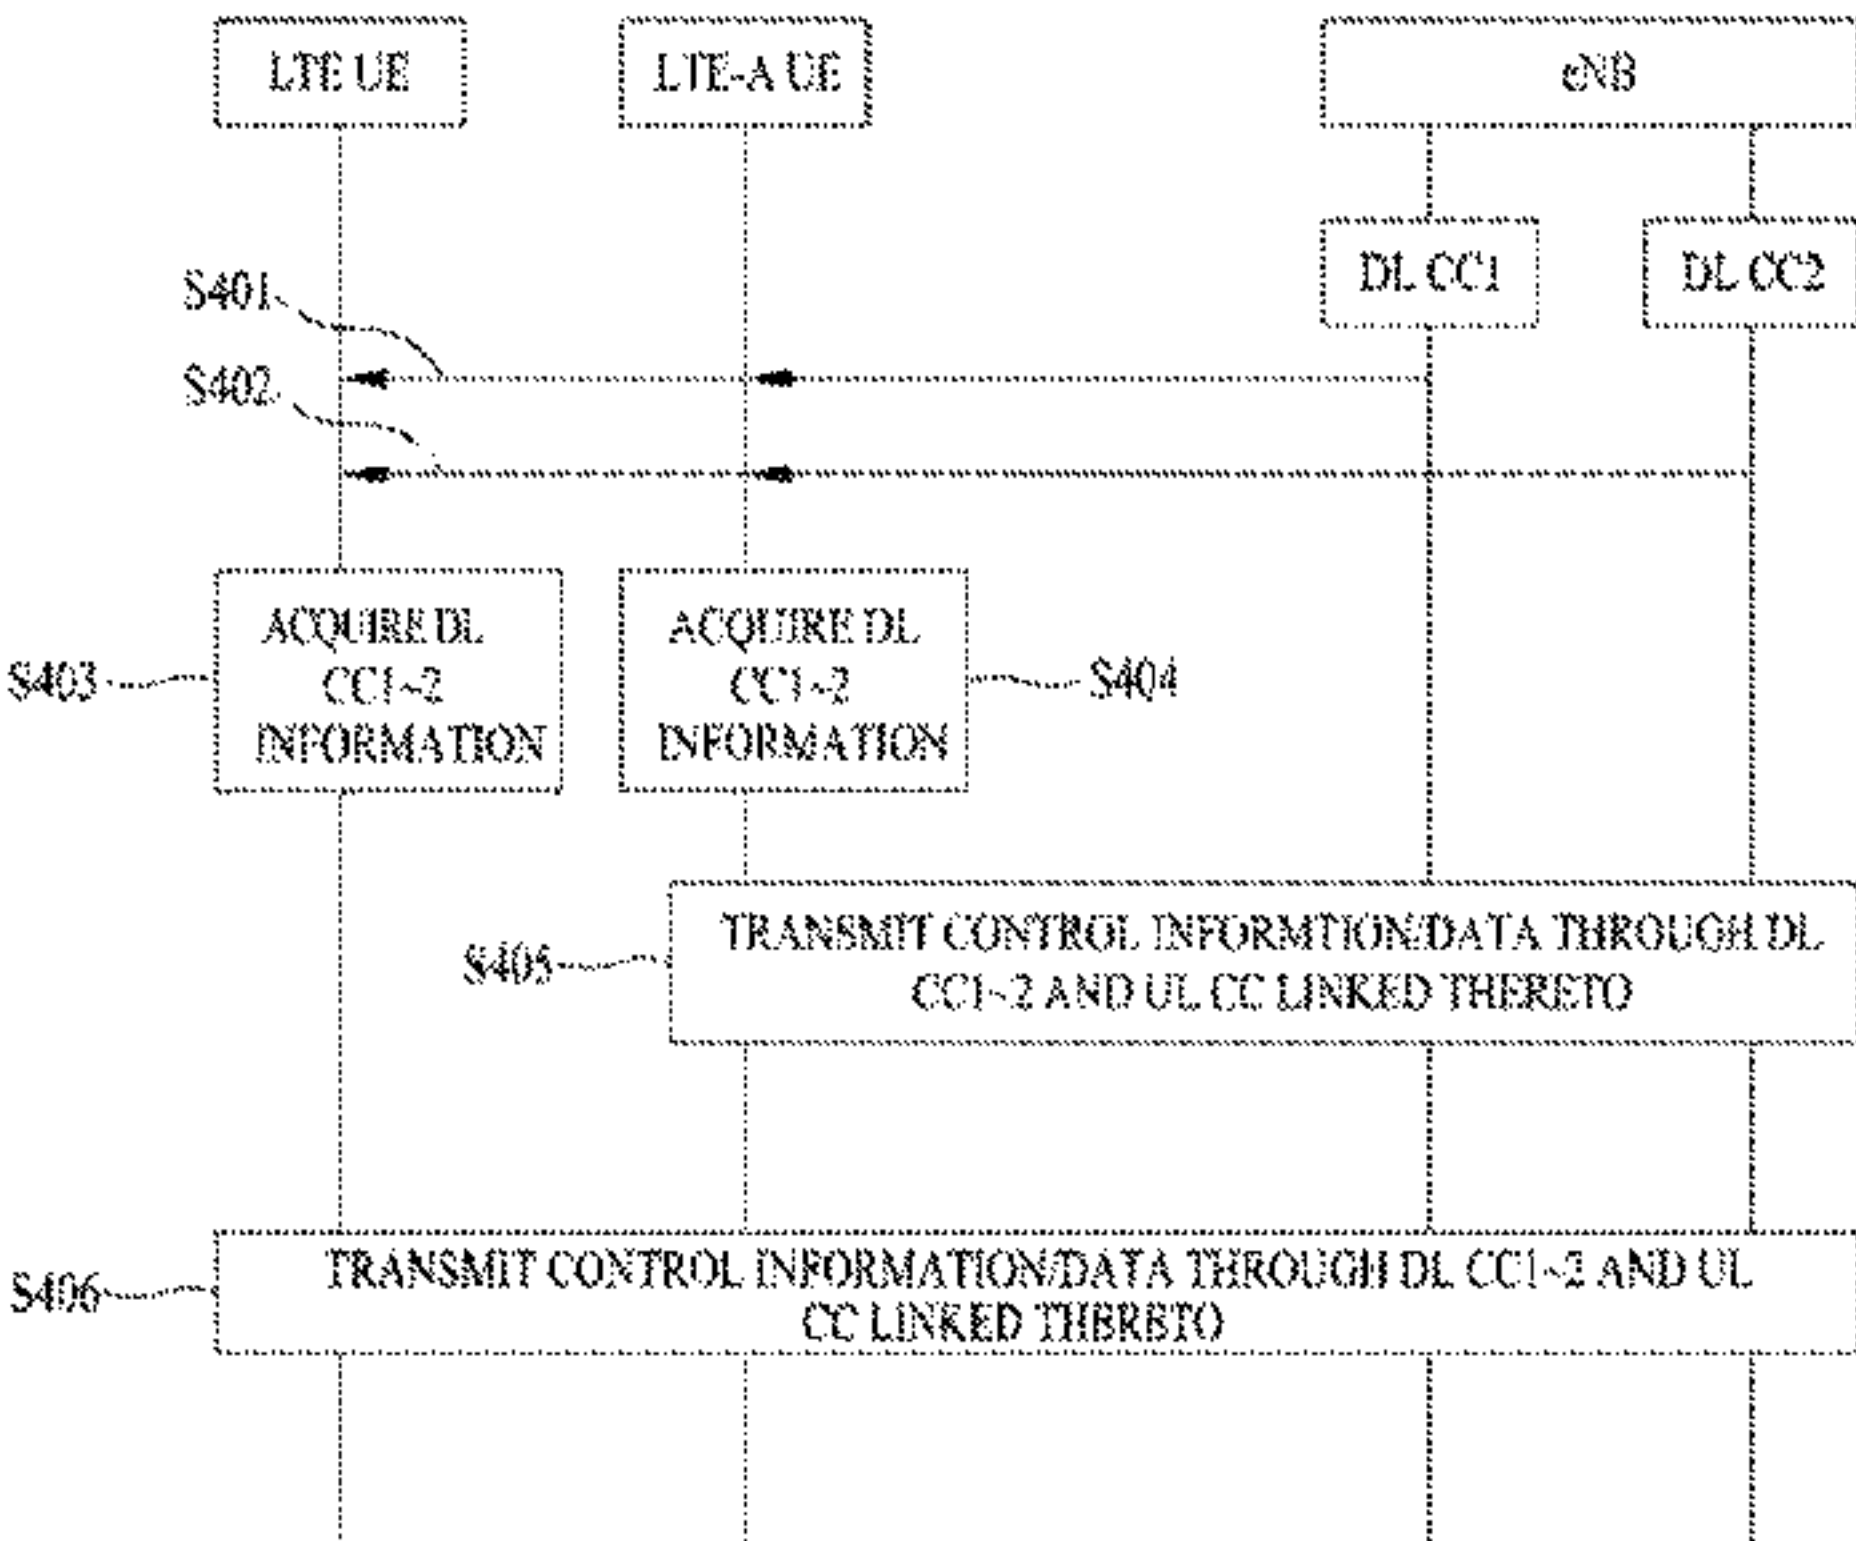 LTE UE
LTE-A UE
eNB
DL CC1
DL CC2
S401
S402
ACQUIRE DL
CC1~2
INFORMATION
ACQUIRE DL
CC1~2
INFORMATION
S403
S404
TRANSMIT CONTROL INFORMTION/DATA THROUGH DL
CC1~2 AND UL CC LINKED THERETO
S405
TRANSMIT CONTROL INFORMATION/DATA THROUGH DL CC1~2 AND UL
CC LINKED THERETO
S406